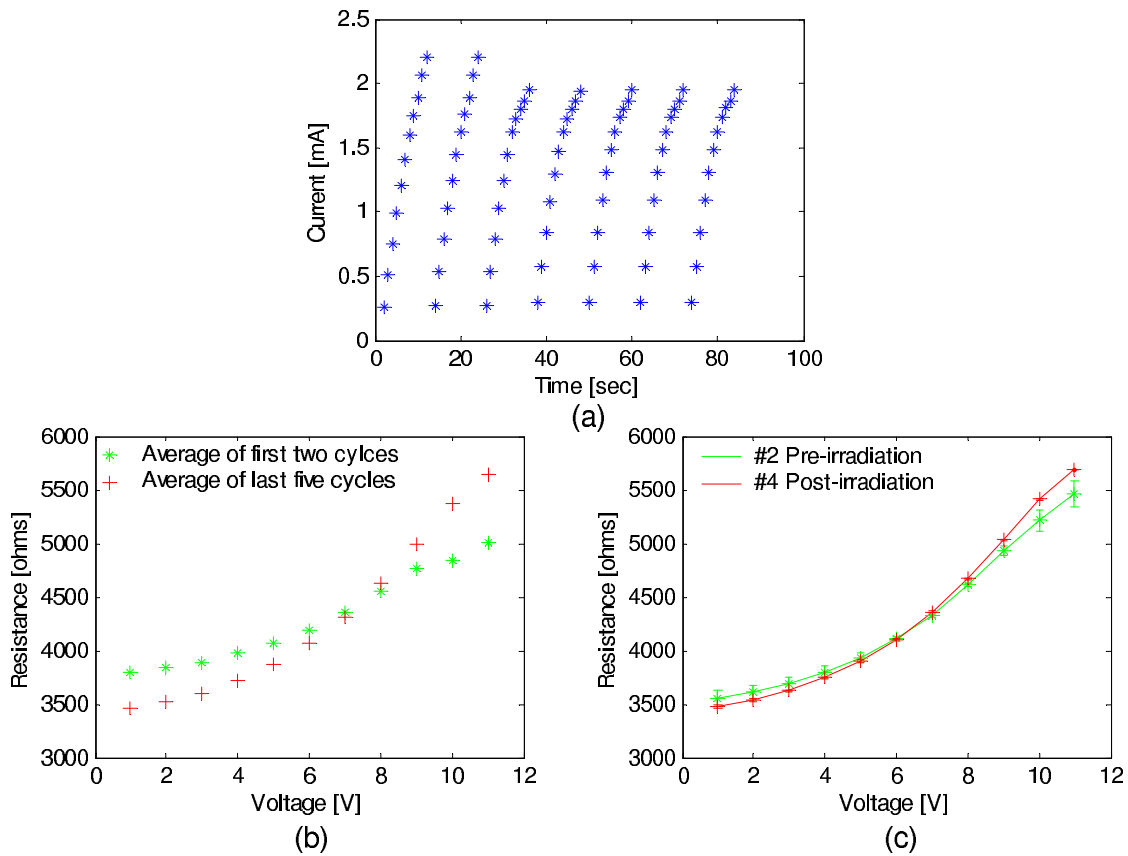 2.5
2
1.5
1
0.5
0
Current [mA]
0 20 40 60 80 100
Time [sec]
(a)
6000
5500
5000
4500
4000
3500
3000
Resistance [ohms]
Average of first two cylces
Average of last five cycles
0 2 4 6 8 10 12
Voltage [V]
(b)
6000
5500
5000
4500
4000
3500
3000
Resistance [ohms]
#2 Pre-irradiation
#4 Post-irradiation
0 2 4 6 8 10 12
Voltage [V]
(c)